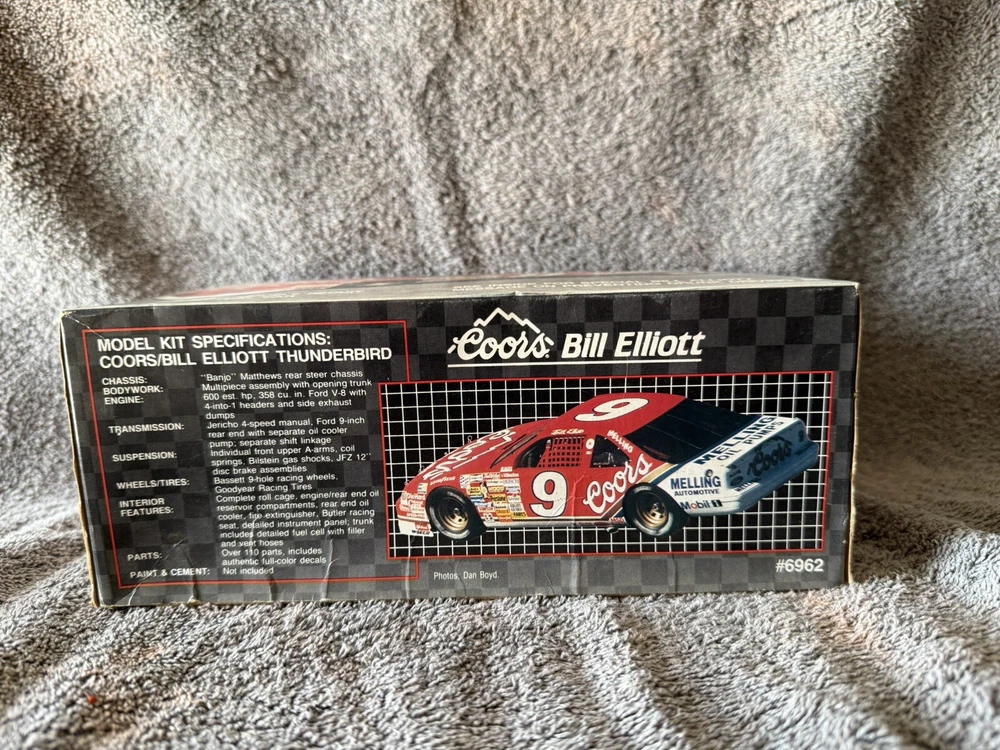 MODEL KIT SPECIFICATIONS:
COORS/BILL ELLIOTT THUNDERBIRD
CHASSIS: "Banjo" Matthews rear steer chassis
BODYWORK: Multipiece assembly with opening trunk
ENGINE: 600 est. hp, 358 cu. in. Ford V-8 with
4-into-1 headers and side exhaust
dumps
TRANSMISSION: Jericho 4-speed manual, Ford 9-inch
rear end with separate oil cooler
pump; separate shift linkage
SUSPENSION: Individual front upper A-arms, coil
springs, Bilstein gas shocks, JFZ 12"
disc brake assemblies
WHEELS/TIRES: Bassett 9-hole racing wheels,
Goodyear Racing Tires
INTERIOR FEATURES: Complete roll cage, engine/rear end oil
reservoir compartments, rear end oil
cooler, fire extinguisher, Butler racing
seat, detailed instrument panel; trunk
includes detailed fuel cell with filler
and vent hoses
PARTS: Over 110 parts, includes
authentic full-color decals
PAINT & CEMENT: Not included
Coors Bill Elliott
9
Coors
9
Coors
MELLING
MELLING
AUTOMOTIVE
Mobil 1
MELLING
OIL PUMPS
Coors
Photos, Dan Boyd.
#6962